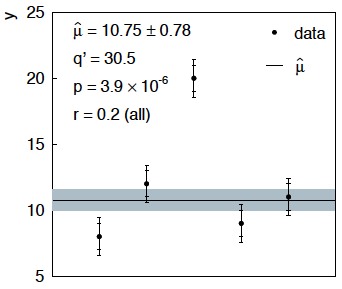 y
25
20
15
10
5
μ̂ = 10.75 ± 0.78
q' = 30.5
p = 3.9 × 10⁻⁶
r = 0.2 (all)
data
μ̂